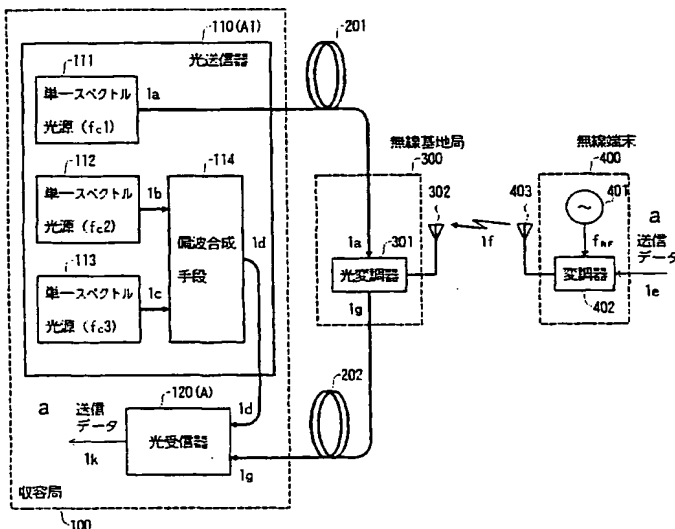 110(A1)
光送信器
111
単一スペクトル
光源 (fc1)
1a
201
112
単一スペクトル
光源 (fc2)
1b
114
偏波合成
手段
1d
113
単一スペクトル
光源 (fc3)
1c
無線基地局
300
302
1a
301
光変調器
1g
1f
無線端末
400
403
401
fRF
a
送信
データ
変調器
402
1e
120(A)
a
送信
データ
1k
光受信器
1d
1g
202
収容局
100